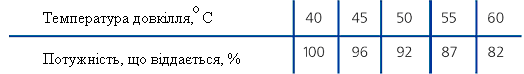 Температура довкілля,° C 40 45 50 55 60
Потужність, що віддається, % 100 96 92 87 82